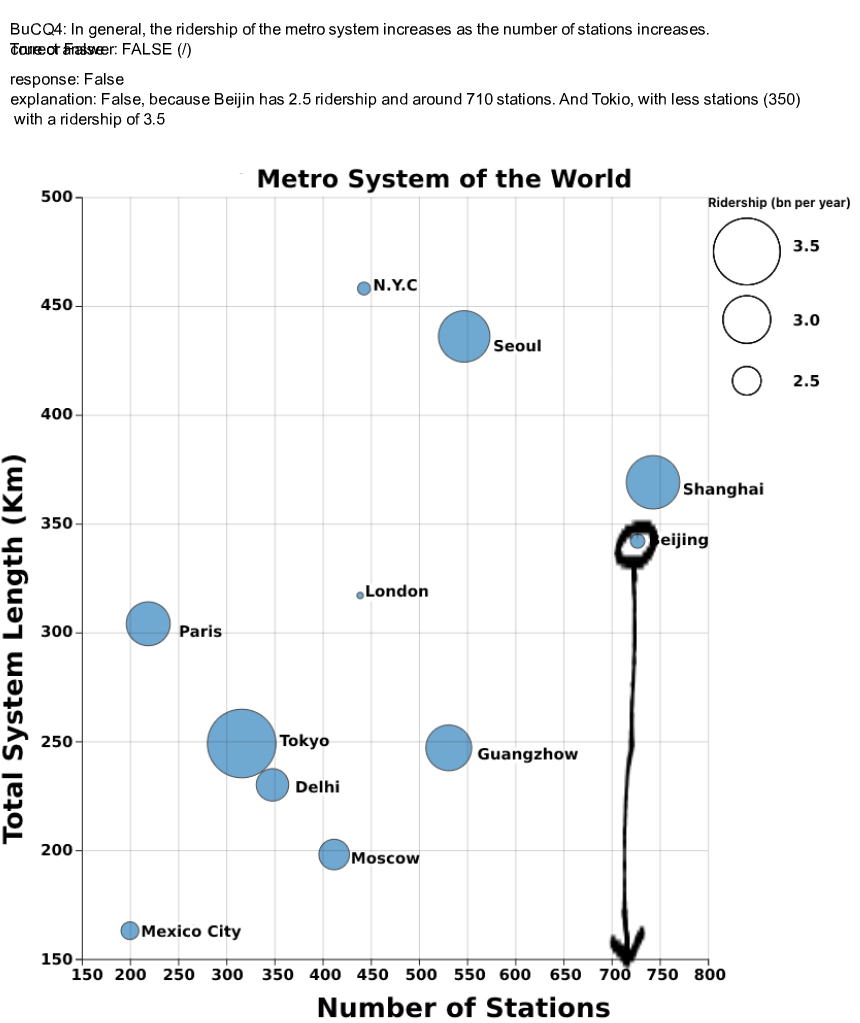 BuCQ4: In general, the ridership of the metro system increases as the number of stations increases.
True or False
correct answer: FALSE (/)
response: False
explanation: False, because Beijin has 2.5 ridership and around 710 stations. And Tokio, with less stations (350)
with a ridership of 3.5
Metro System of the World
Ridership (bn per year)
3.5
3.0
2.5
Total System Length (Km)
500
450
400
350
300
250
200
150
N.Y.C
Seoul
Shanghai
Beijing
London
Paris
Tokyo
Guangzhow
Delhi
Moscow
Mexico City
150 200 250 300 350 400 450 500 550 600 650 700 750 800
Number of Stations